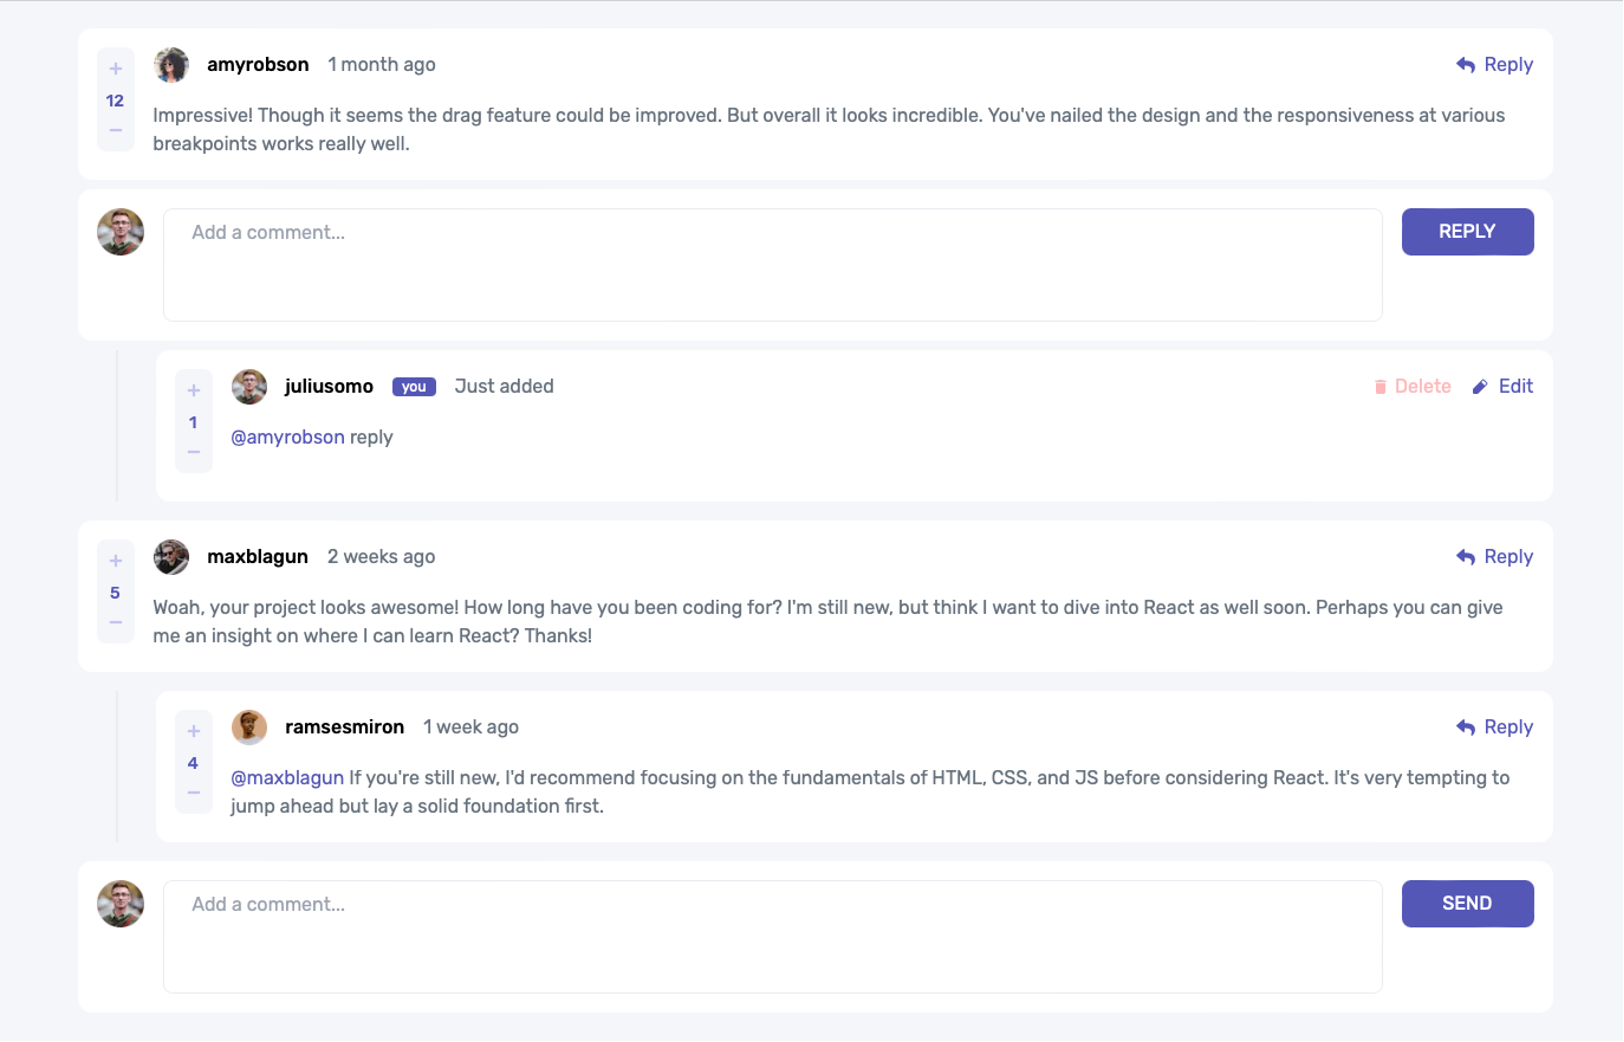 +
amyrobson 1 month ago Reply
12
−
Impressive! Though it seems the drag feature could be improved. But overall it looks incredible. You've nailed the design and the responsiveness at various
breakpoints works really well.
Add a comment...
REPLY
+
juliusomo you Just added Delete Edit
1
−
@amyrobson reply
+
maxblagun 2 weeks ago Reply
5
−
Woah, your project looks awesome! How long have you been coding for? I'm still new, but think I want to dive into React as well soon. Perhaps you can give
me an insight on where I can learn React? Thanks!
+
ramsesmiron 1 week ago Reply
4
−
@maxblagun If you're still new, I'd recommend focusing on the fundamentals of HTML, CSS, and JS before considering React. It's very tempting to
jump ahead but lay a solid foundation first.
Add a comment...
SEND